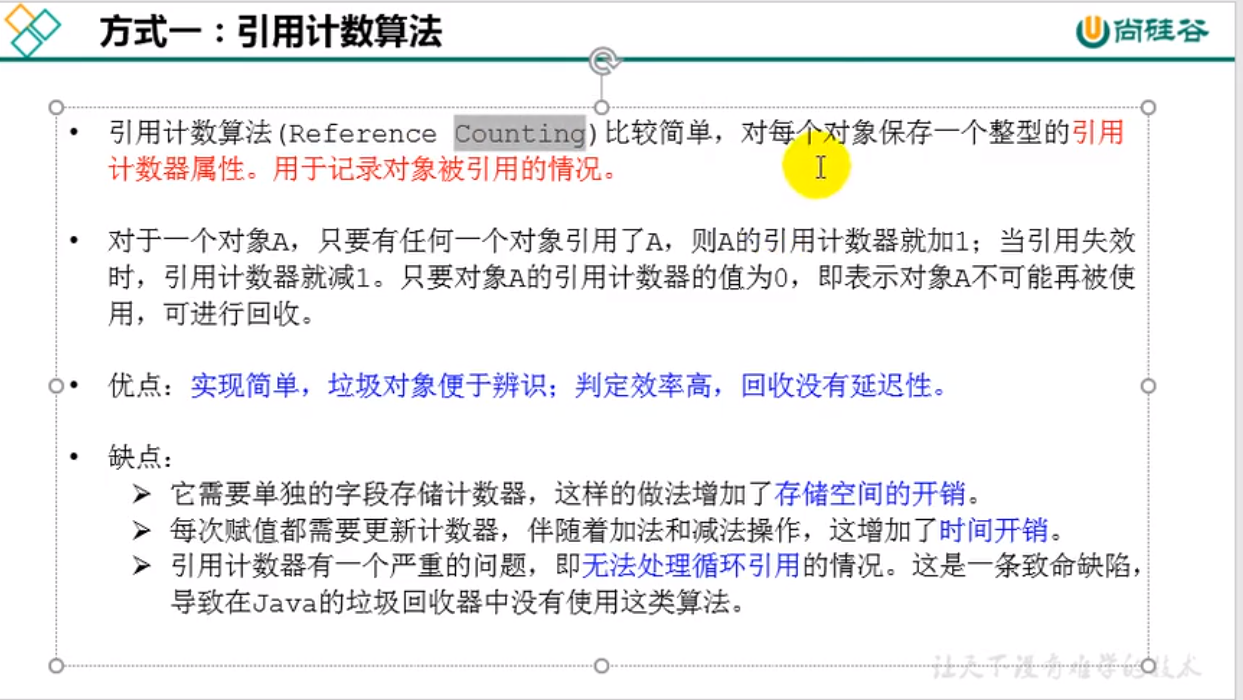 方式一：引用计数算法
尚硅谷
• 引用计数算法(Reference Counting)比较简单，对每个对象保存一个整型的引用
计数器属性。用于记录对象被引用的情况。
• 对于一个对象A，只要有任何一个对象引用了A，则A的引用计数器就加1；当引用失效
时，引用计数器就减1。只要对象A的引用计数器的值为0，即表示对象A不可能再被使
用，可进行回收。
• 优点：实现简单，垃圾对象便于辨识；判定效率高，回收没有延迟性。
• 缺点：
➢ 它需要单独的字段存储计数器，这样的做法增加了存储空间的开销。
➢ 每次赋值都需要更新计数器，伴随着加法和减法操作，这增加了时间开销。
➢ 引用计数器有一个严重的问题，即无法处理循环引用的情况。这是一条致命缺陷，
导致在Java的垃圾回收器中没有使用这类算法。
让天下没有难学的技术